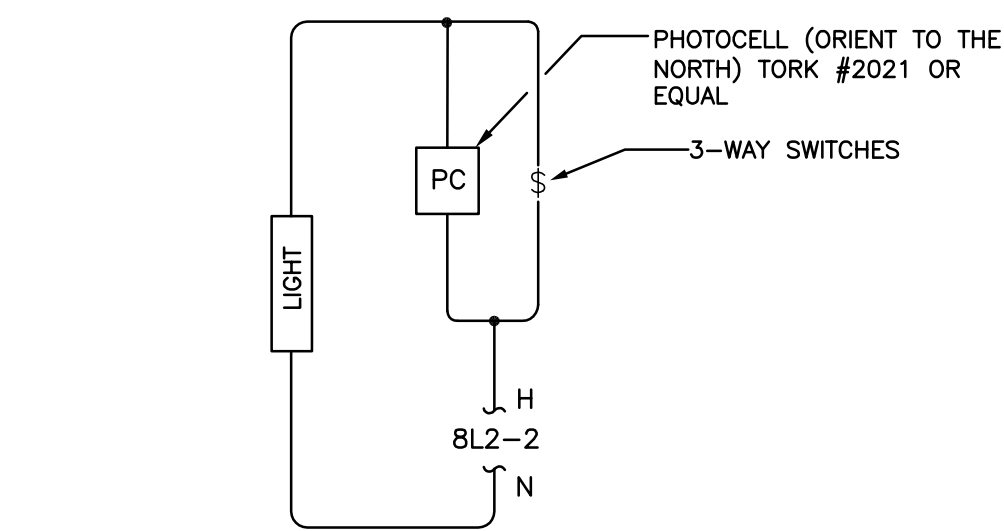 PHOTOCELL (ORIENT TO THE
NORTH) TORK #2021 OR
EQUAL
3-WAY SWITCHES
PC
$
LIGHT
H
8L2-2
N